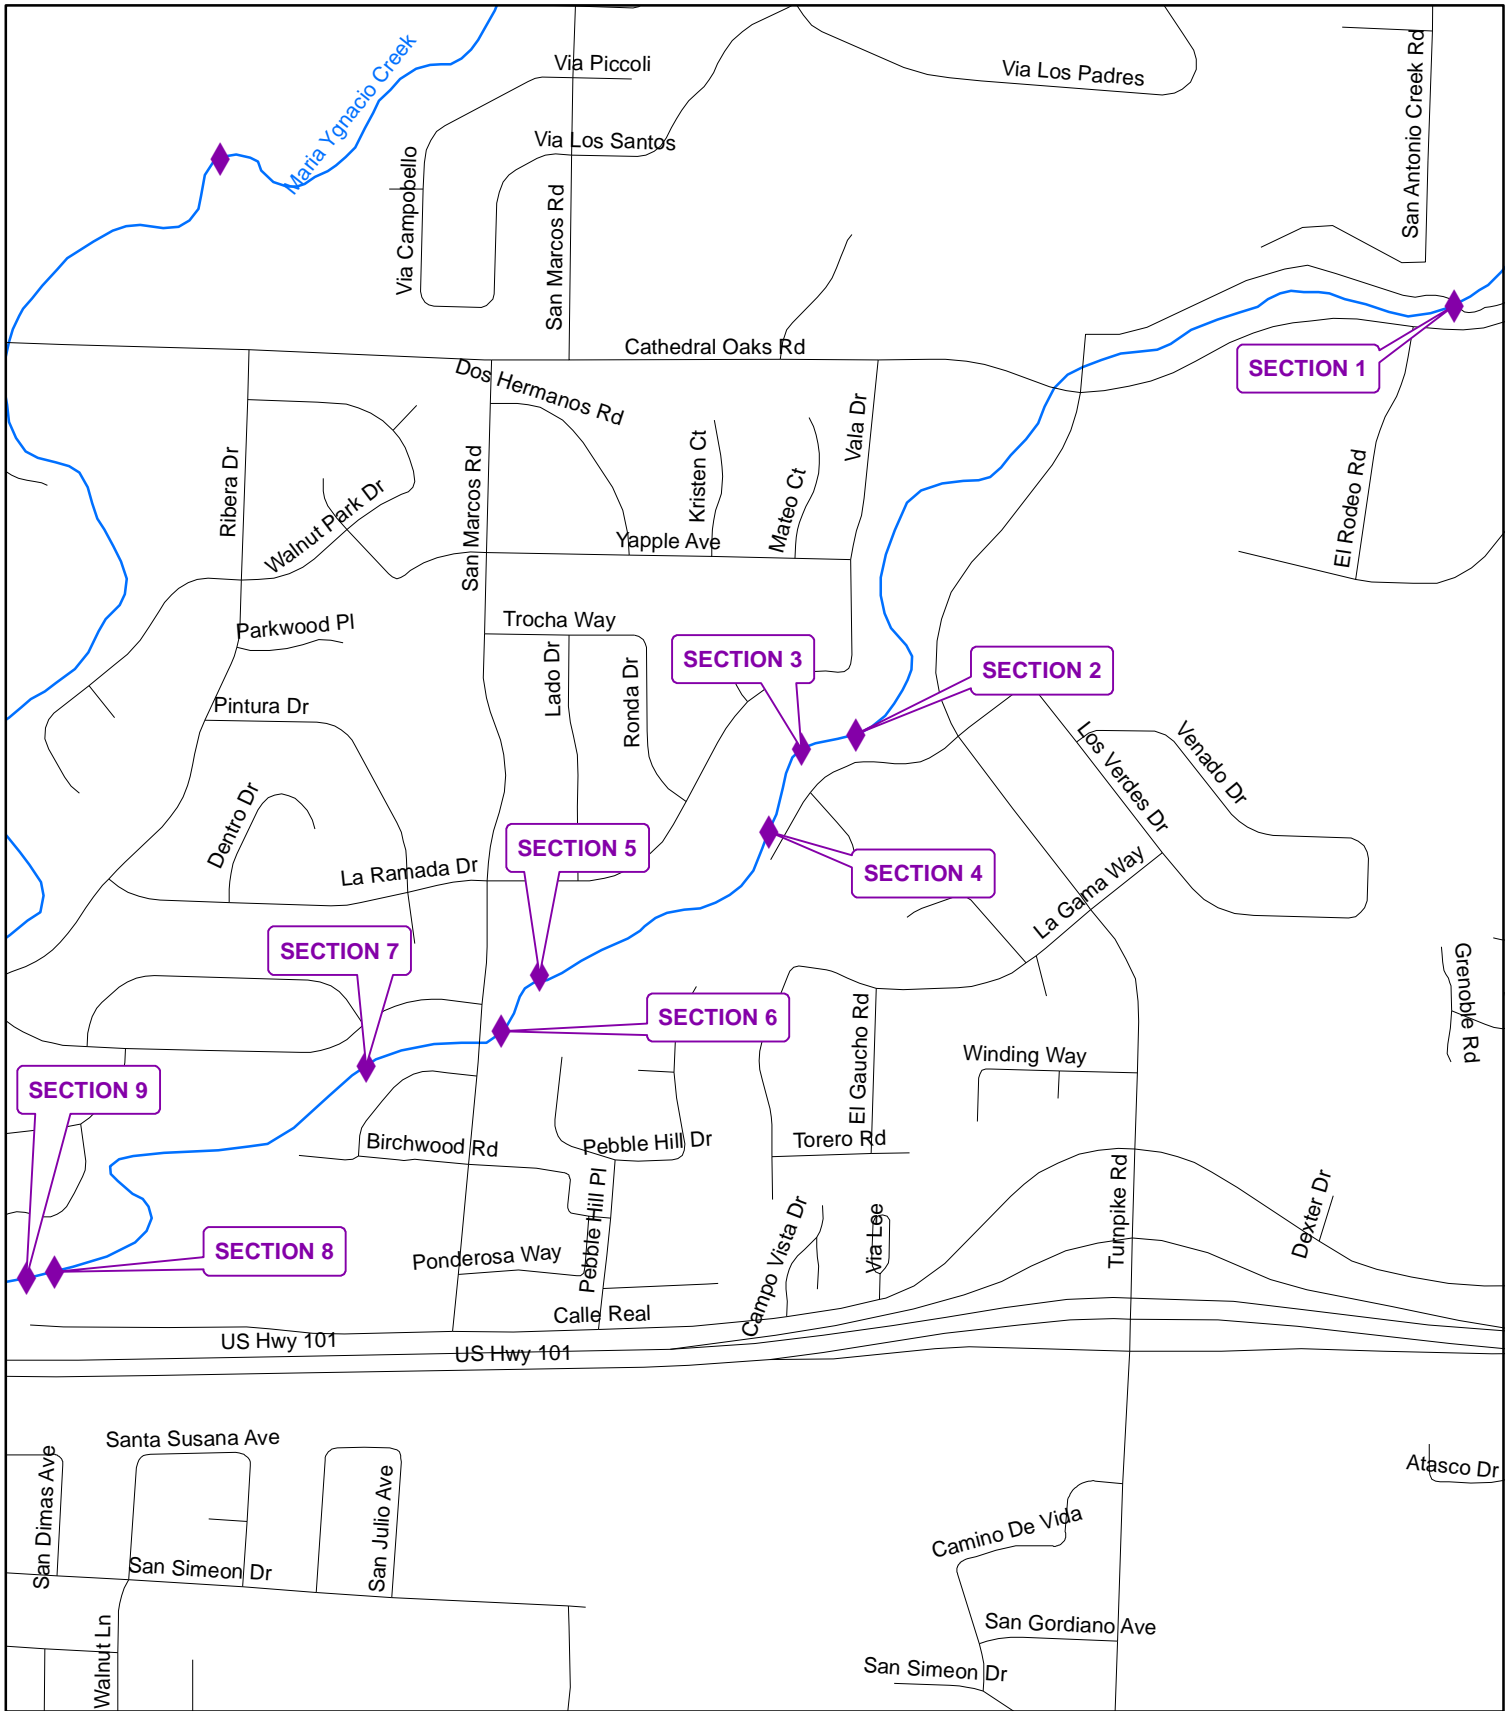 Maria Ygnacio Creek
Via Piccoli
Via Los Padres
San Antonio Creek Rd
Via Los Santos
Via Campobello
San Marcos Rd
Cathedral Oaks Rd
SECTION 1
Dos Hermanos Rd
Vala Dr
Ribera Dr
San Marcos Rd
Kristen Ct
Mateo Ct
El Rodeo Rd
Walnut Park Dr
Yapple Ave
Trocha Way
Parkwood Pl
SECTION 3
SECTION 2
Lado Dr
Ronda Dr
Pintura Dr
Los Verdes Dr
Venado Dr
Dentro Dr
SECTION 5
La Ramada Dr
SECTION 4
La Gama Way
SECTION 7
Grenoble Rd
SECTION 6
El Gaucho Rd
Winding Way
SECTION 9
Birchwood Rd
Pebble Hill Dr
Torero Rd
Pebble Hill Pl
Turnpike Rd
Dexter Dr
SECTION 8
Ponderosa Way
Campo Vista Dr
Via Lee
Calle Real
US Hwy 101
US Hwy 101
Santa Susana Ave
San Dimas Ave
San Julio Ave
Atasco Dr
Camino De Vida
San Simeon Dr
Walnut Ln
San Gordiano Ave
San Simeon Dr